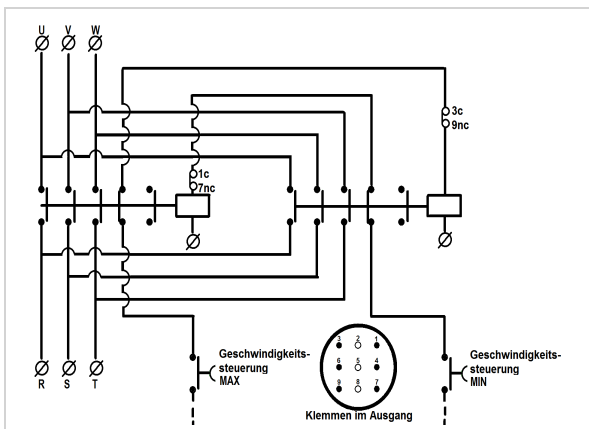 U V W
3c
9nc
1c
7nc
Geschwindigkeits-
steuerung
MAX
3 2 1
6 5 4
9 8 7
Klemmen im Ausgang
Geschwindigkeits-
steuerung
MIN
R S T